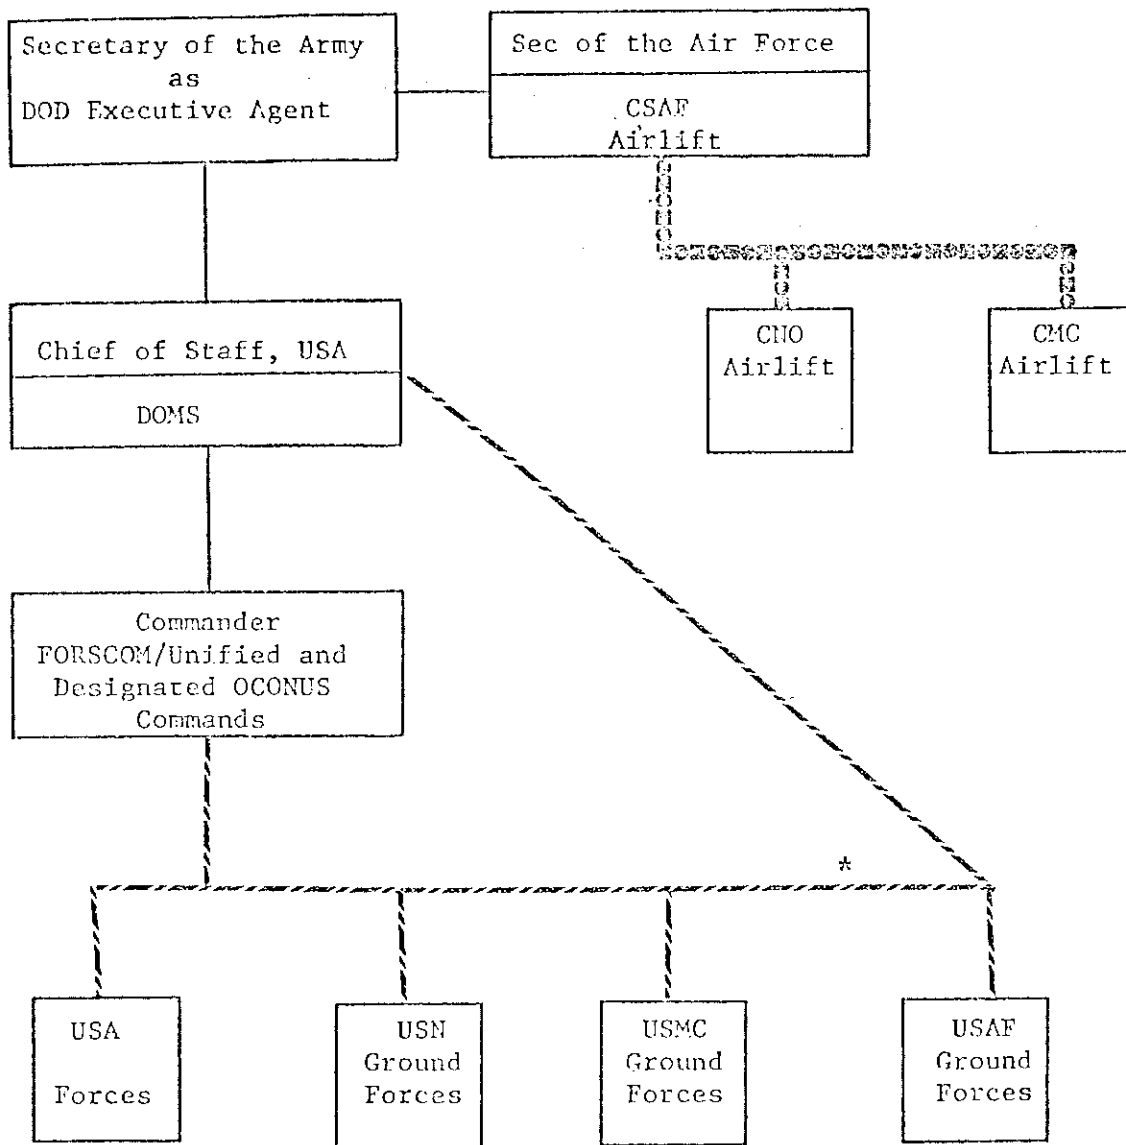 Secretary of the Army
as
DOD Executive Agent
Sec of the Air Force
CSAF
Airlift
CNO
Airlift
CMC
Airlift
Chief of Staff, USA
DOMS
Commander
FORSCOM/Unified and
Designated OCONUS
Commands
*
USA
Forces
USN
Ground
Forces
USMC
Ground
Forces
USAF
Ground
Forces